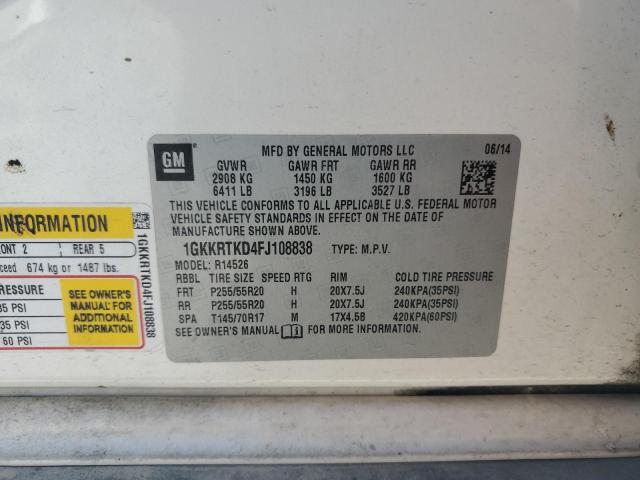 GM
MFD BY GENERAL MOTORS LLC 06/14
GVWR GAWR FRT GAWR RR
2908 KG 1450 KG 1600 KG
6411 LB 3196 LB 3527 LB
THIS VEHICLE CONFORMS TO ALL APPLICABLE U.S. FEDERAL MOTOR
VEHICLE SAFETY STANDARDS IN EFFECT ON THE DATE OF
MANUFACTURE SHOWN ABOVE.
1GKKRTKD4FJ108838 TYPE: M.P.V.
MODEL: R14526
RBBL TIRE SIZE SPEED RTG RIM COLD TIRE PRESSURE
FRT P255/55R20 H 20X7.5J 240KPA(35PSI)
RR P255/55R20 H 20X7.5J 240KPA(35PSI)
SPA T145/70R17 M 17X4.5B 420KPA(60PSI)
SEE OWNER'S MANUAL FOR MORE INFORMATION
INFORMATION
ONT 2 REAR 5
ceed 674 kg or 1487 lbs.
PRESSURE
35 PSI
35 PSI
60 PSI
SEE OWNER'S
MANUAL FOR
ADDITIONAL
INFORMATION
1GKKRTKD4FJ108838